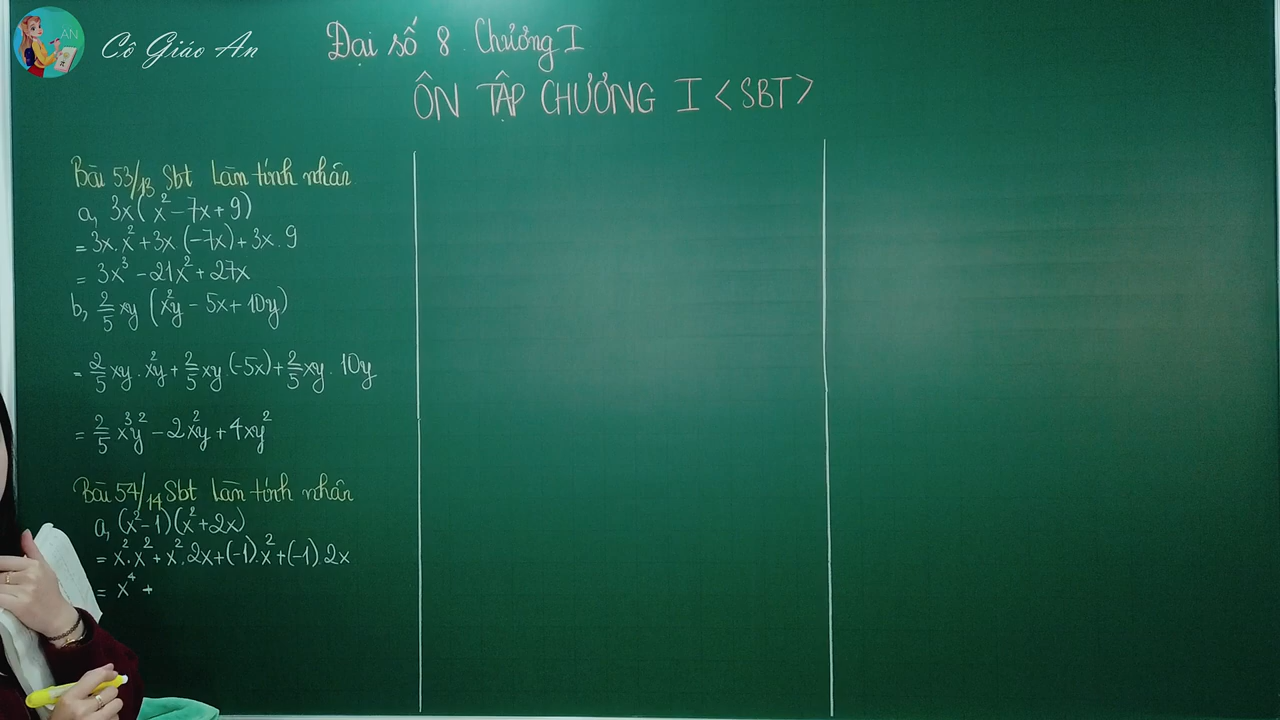 AN
Cô Giáo An
Đại số 8 Chương I
ÔN TẬP CHƯƠNG I <SBT>
Bài 53/13 Sbt Làm tính nhân
a, 3x(x² - 7x + 9)
= 3x.x² + 3x.(-7x) + 3x.9
= 3x³ - 21x² + 27x
b, 2/5 xy (x²y - 5x + 10y)
= 2/5 xy.x²y + 2/5 xy.(-5x) + 2/5 xy.10y
= 2/5 x³y² - 2x²y + 4xy²
Bài 54/14 Sbt Làm tính nhân
a, (x² - 1)(x² + 2x)
= x².x² + x².2x + (-1).x² + (-1).2x
= x⁴ +